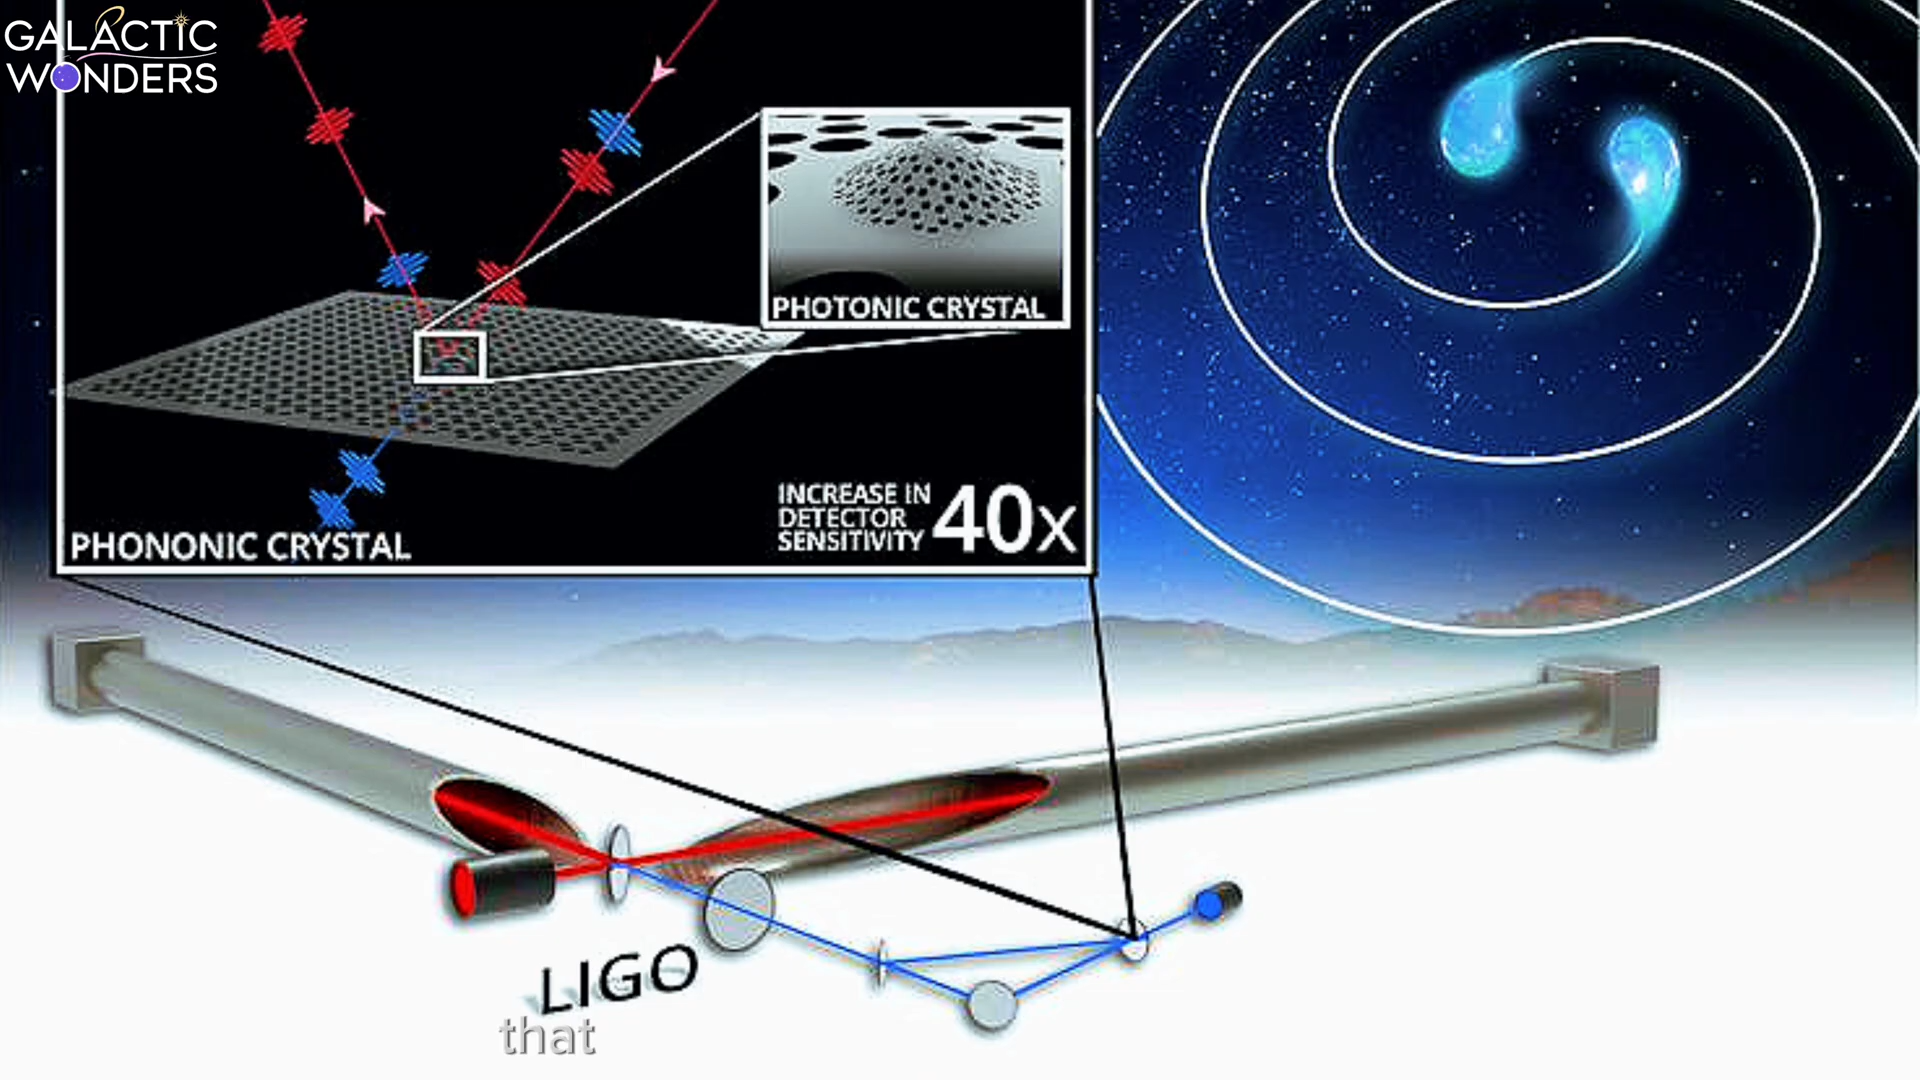 GALACTIC
WONDERS
PHOTONIC CRYSTAL
INCREASE IN
DETECTOR
SENSITIVITY
40x
PHONONIC CRYSTAL
LIGO
that